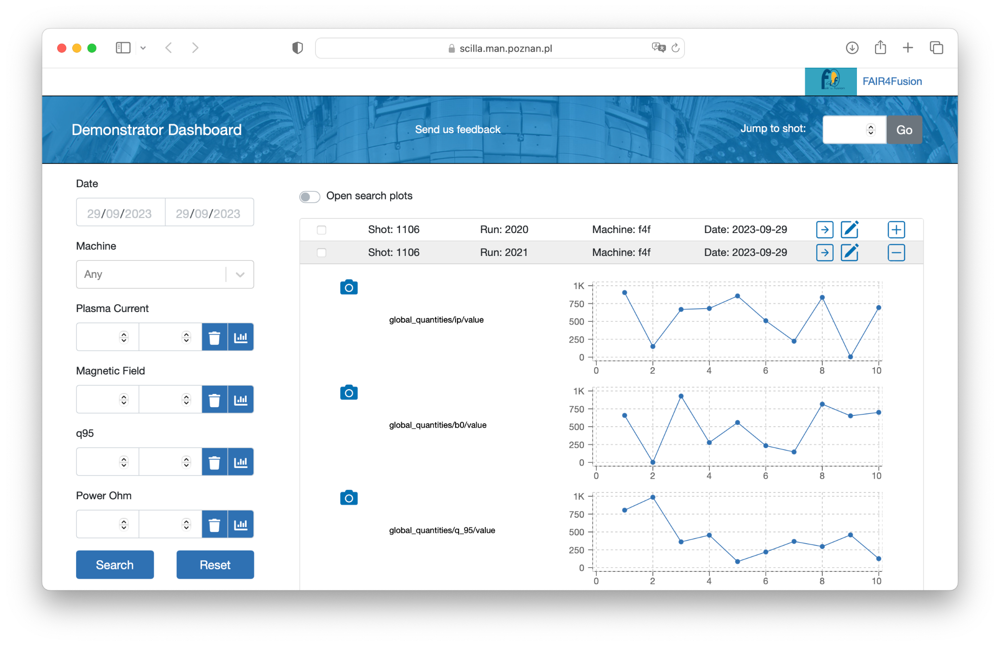 scilla.man.poznan.pl
FAIR4Fusion
Demonstrator Dashboard
Send us feedback
Jump to shot:
Go
Date
29/09/2023
29/09/2023
Machine
Any
Plasma Current
Magnetic Field
q95
Power Ohm
Search
Reset
Open search plots
Shot: 1106 Run: 2020 Machine: f4f Date: 2023-09-29
Shot: 1106 Run: 2021 Machine: f4f Date: 2023-09-29
global_quantities/ip/value
1K
750
500
250
0
0 2 4 6 8 10
global_quantities/b0/value
1K
750
500
250
0
0 2 4 6 8 10
global_quantities/q_95/value
1K
750
500
250
0
0 2 4 6 8 10